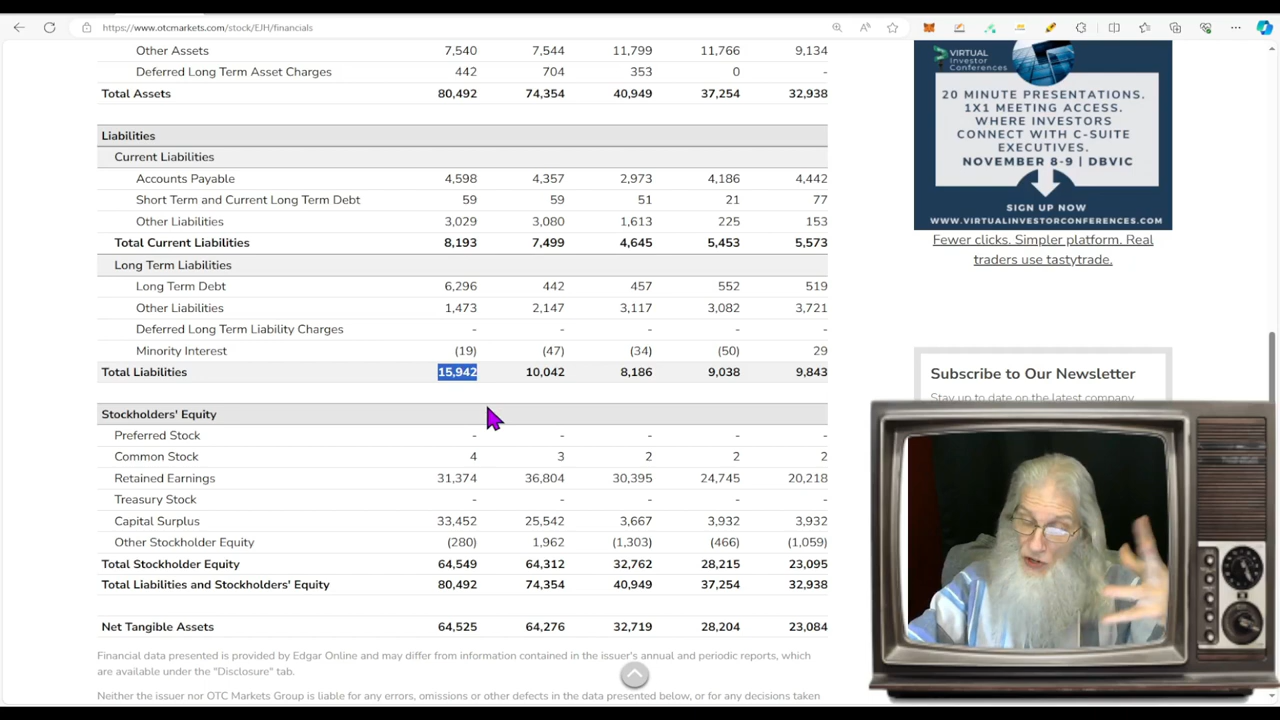 https://www.otcmarkets.com/stock/EJH/financials
Other Assets 7,540 7,544 11,799 11,766 9,134
Deferred Long Term Asset Charges 442 704 353 0 -
Total Assets 80,492 74,354 40,949 37,254 32,938
Liabilities
Current Liabilities
Accounts Payable 4,598 4,357 2,973 4,186 4,442
Short Term and Current Long Term Debt 59 59 51 21 77
Other Liabilities 3,029 3,080 1,613 225 153
Total Current Liabilities 8,193 7,499 4,645 5,453 5,573
Long Term Liabilities
Long Term Debt 6,296 442 457 552 519
Other Liabilities 1,473 2,147 3,117 3,082 3,721
Deferred Long Term Liability Charges - - - - -
Minority Interest (19) (47) (34) (50) 29
Total Liabilities 15,942 10,042 8,186 9,038 9,843
Stockholders' Equity
Preferred Stock - - - - -
Common Stock 4 3 2 2 2
Retained Earnings 31,374 36,804 30,395 24,745 20,218
Treasury Stock - - - - -
Capital Surplus 33,452 25,542 3,667 3,932 3,932
Other Stockholder Equity (280) 1,962 (1,303) (466) (1,059)
Total Stockholder Equity 64,549 64,312 32,762 28,215 23,095
Total Liabilities and Stockholders' Equity 80,492 74,354 40,949 37,254 32,938
Net Tangible Assets 64,525 64,276 32,719 28,204 23,084
Financial data presented is provided by Edgar Online and may differ from information contained in the issuer's annual and periodic reports, which
are available under the "Disclosure" tab.
Neither the issuer nor OTC Markets Group is liable for any errors, omissions or other defects in the data presented below, or for any decisions taken
VIRTUAL
Investor
Conferences
20 MINUTE PRESENTATIONS.
1X1 MEETING ACCESS.
WHERE INVESTORS
CONNECT WITH C-SUITE
EXECUTIVES.
NOVEMBER 8-9 | DBVIC
SIGN UP NOW
WWW.VIRTUALINVESTORCONFERENCES.COM
Fewer clicks. Simpler platform. Real
traders use tastytrade.
Subscribe to Our Newsletter
Stay up to date on the latest company